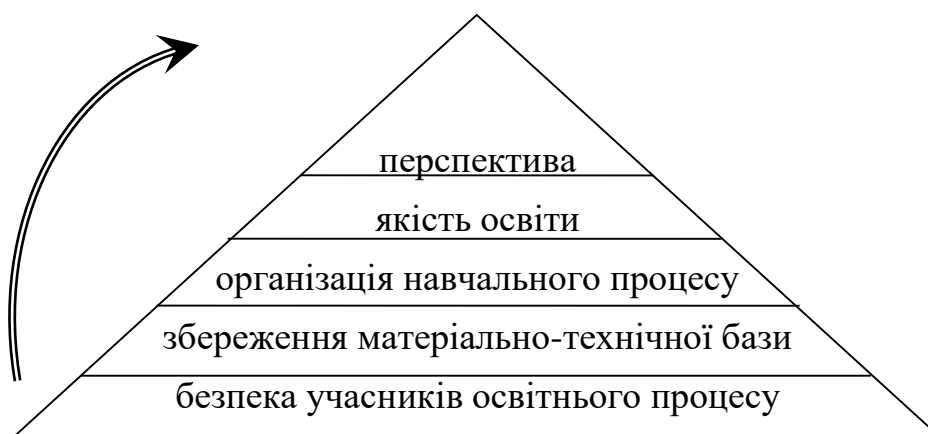 перспектива
якість освіти
організація навчального процесу
збереження матеріально-технічної бази
безпека учасників освітнього процесу